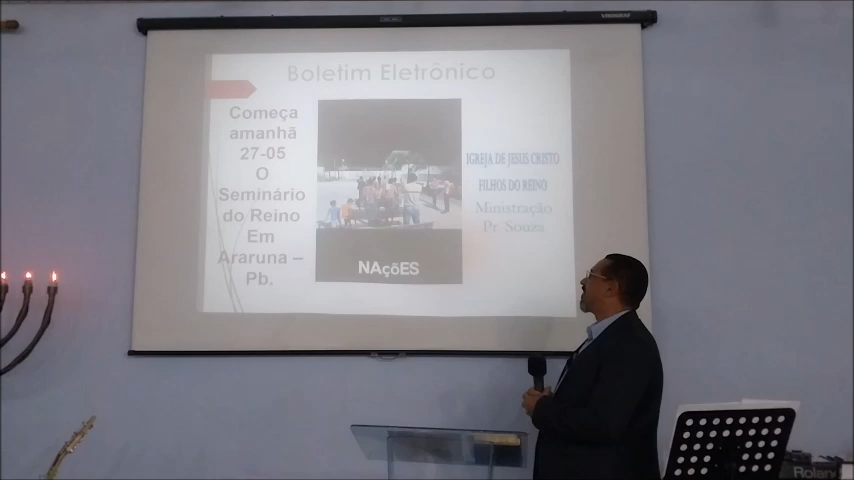 Boletim Eletrônico
Começa
amanhã
27-05
O
Seminário
do Reino
Em
Araruna –
Pb.
NAçõES
IGREJA DE JESUS CRISTO
FILHOS DO REINO
Ministração
Pr. Souza
Roland